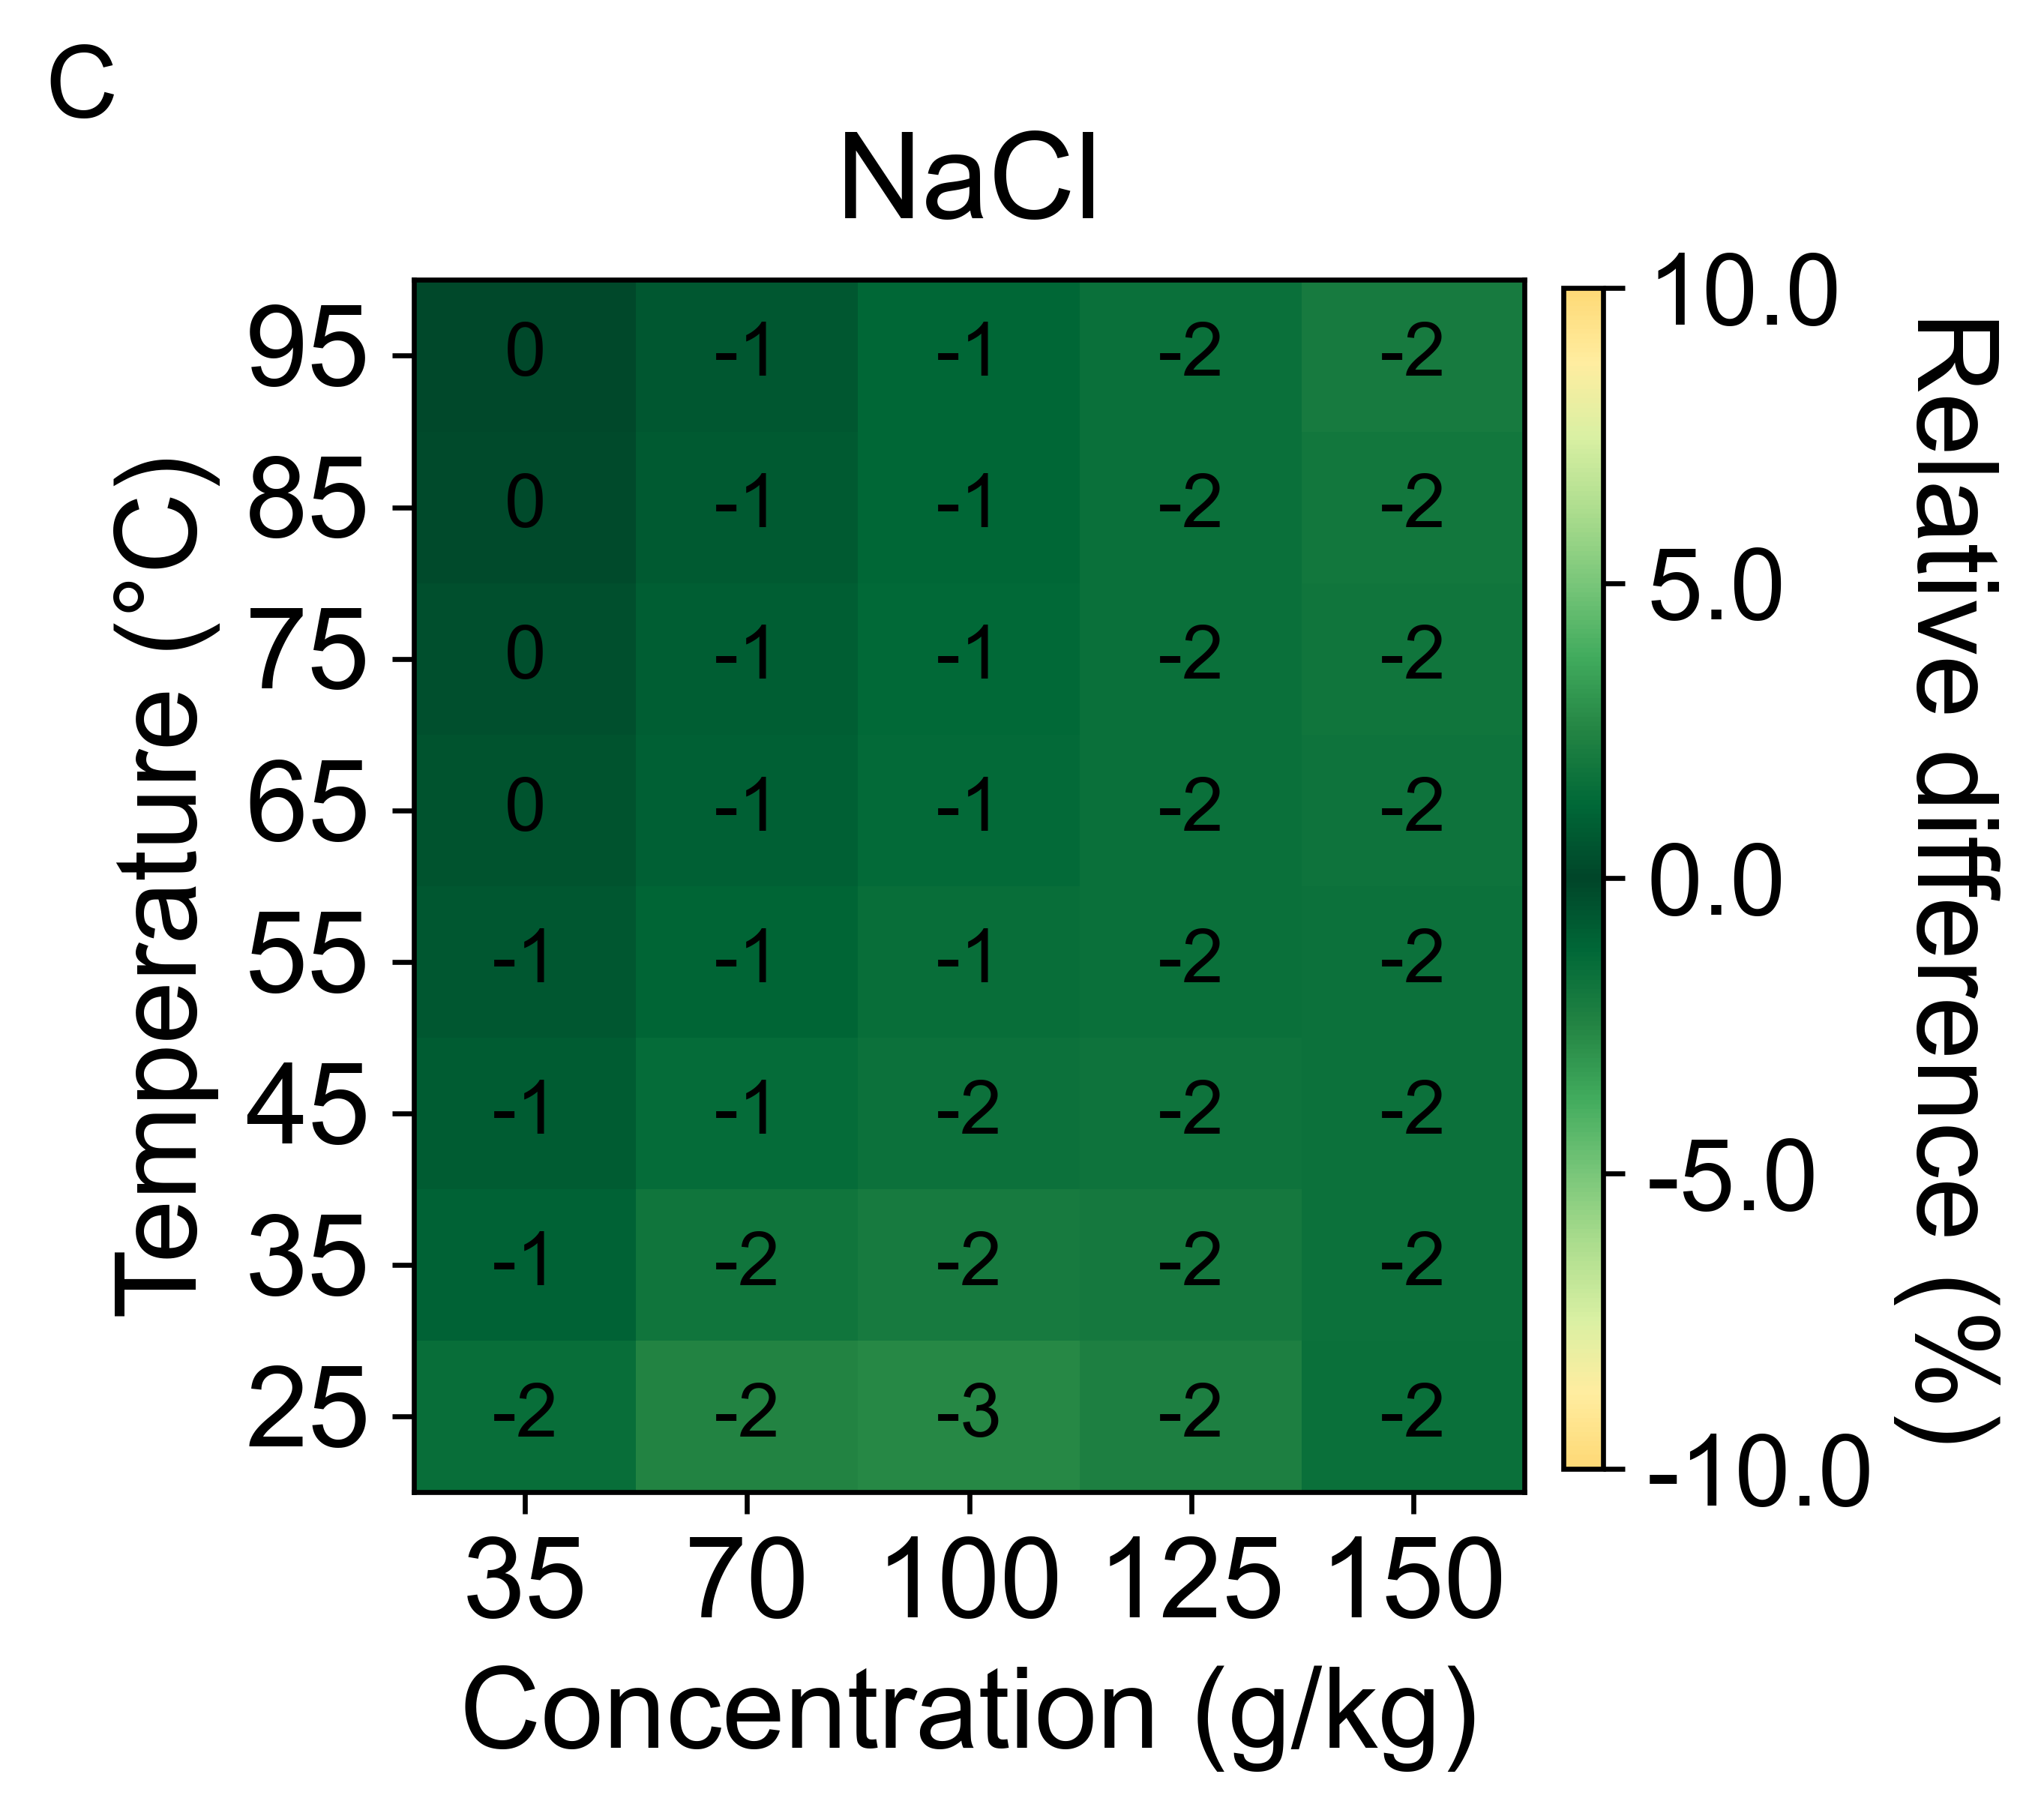 C
NaCl
95 0 -1 -1 -2 -2
85 0 -1 -1 -2 -2
75 0 -1 -1 -2 -2
65 0 -1 -1 -2 -2
55 -1 -1 -1 -2 -2
45 -1 -1 -2 -2 -2
35 -1 -2 -2 -2 -2
25 -2 -2 -3 -2 -2
35 70 100 125 150
Concentration (g/kg)
Temperature (°C)
10.0
5.0
0.0
-5.0
-10.0
Relative difference (%)